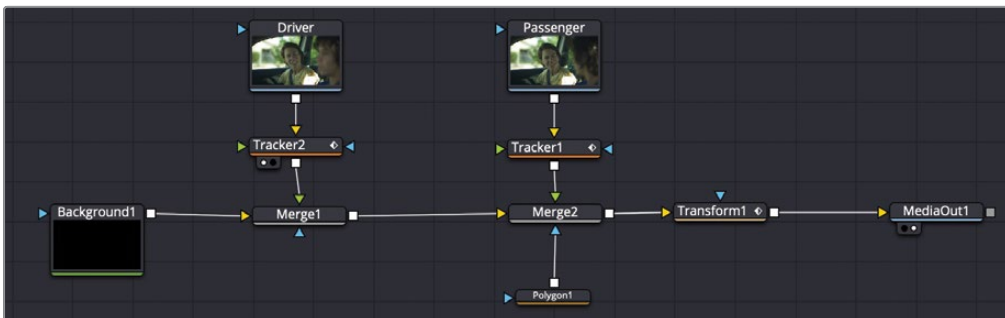 Driver
Passenger
Tracker2
Tracker1
Background1
Merge1
Merge2
Transform1
MediaOut1
Polygon1